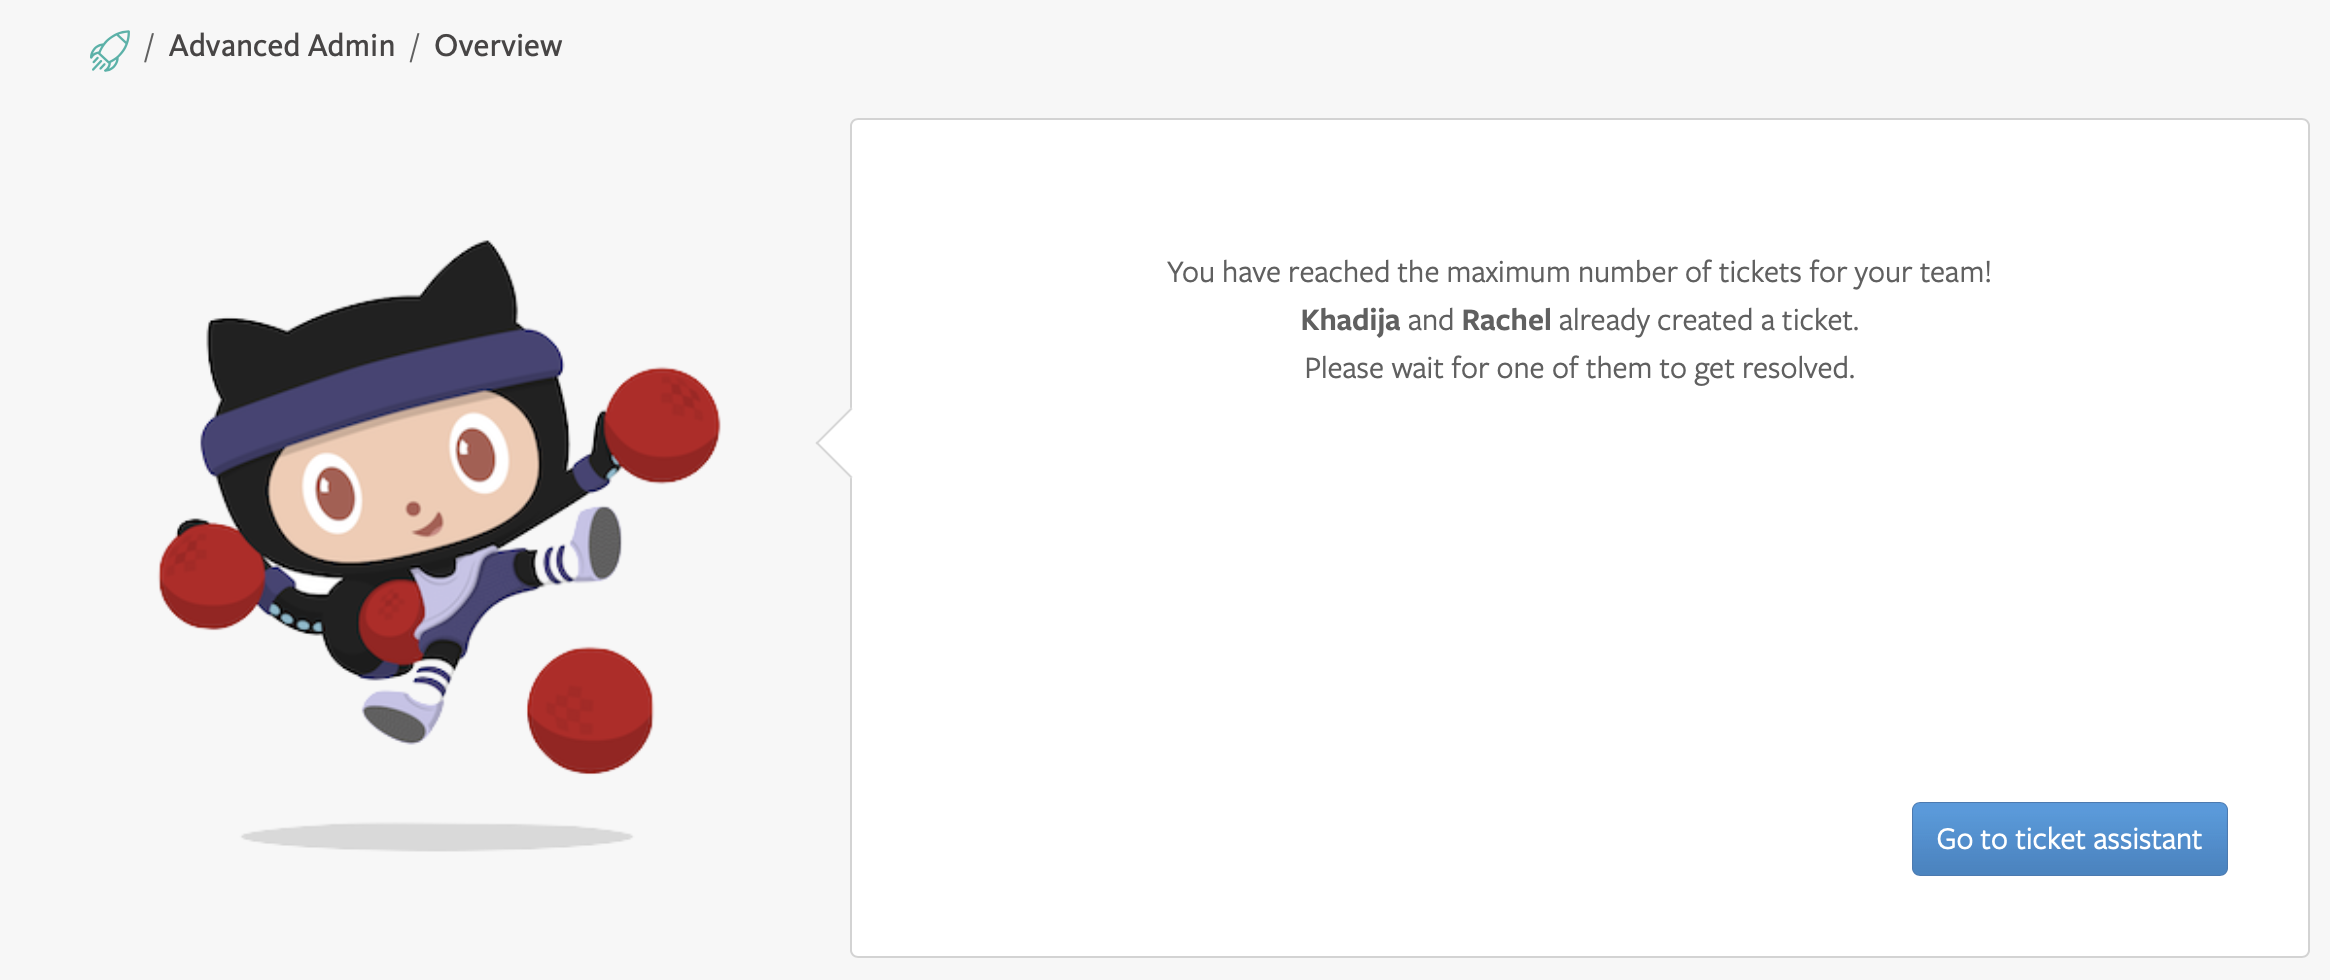 / Advanced Admin / Overview
You have reached the maximum number of tickets for your team!
Khadija and Rachel already created a ticket.
Please wait for one of them to get resolved.
Go to ticket assistant